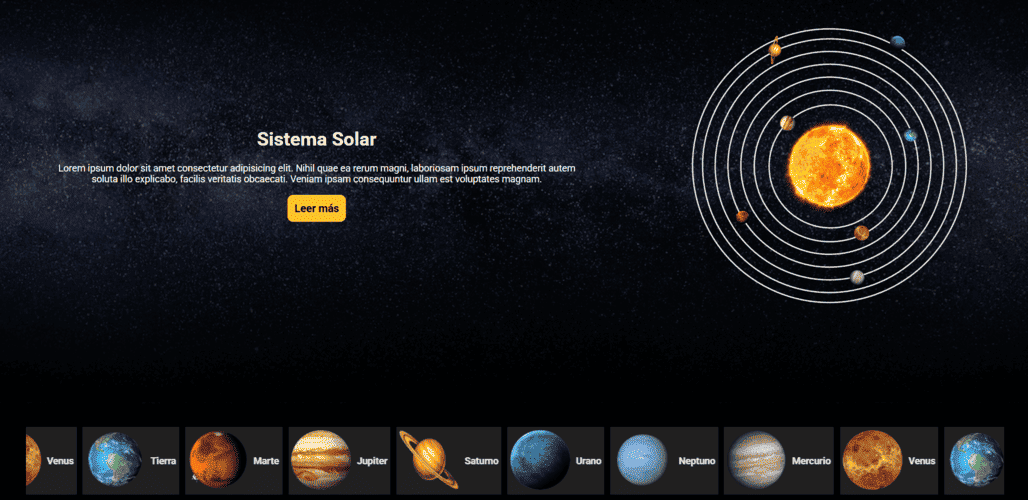 Sistema Solar
Lorem ipsum dolor sit amet consectetur adipisicing elit. Nihil quae ea rerum magni, laboriosam ipsum reprehenderit autem
soluta illo explicabo, facilis veritatis obcaecati. Veniam ipsam consequuntur ullam est voluptates magnam.
Leer más
Venus Tierra Marte Jupiter Saturno Urano Neptuno Mercurio Venus